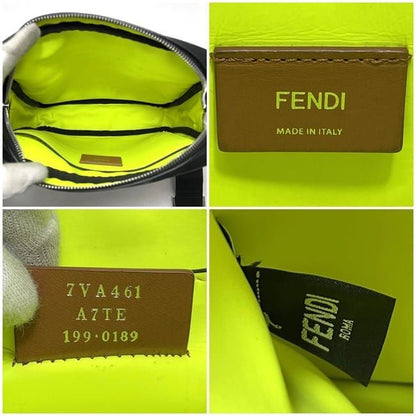 FENDI
MADE IN ITALY
7VA461
A7TE
199·0189
FENDI
ROMA